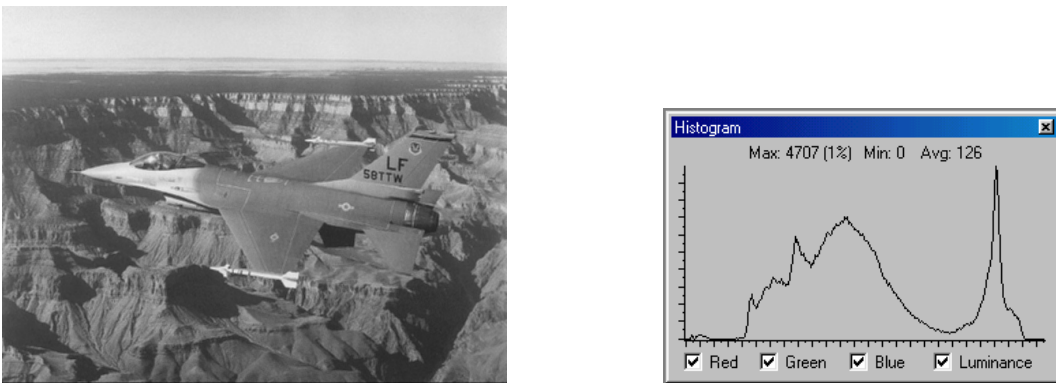 LF
58TTW
Histogram
Max: 4707 (1%) Min: 0 Avg: 126
Red Green Blue Luminance